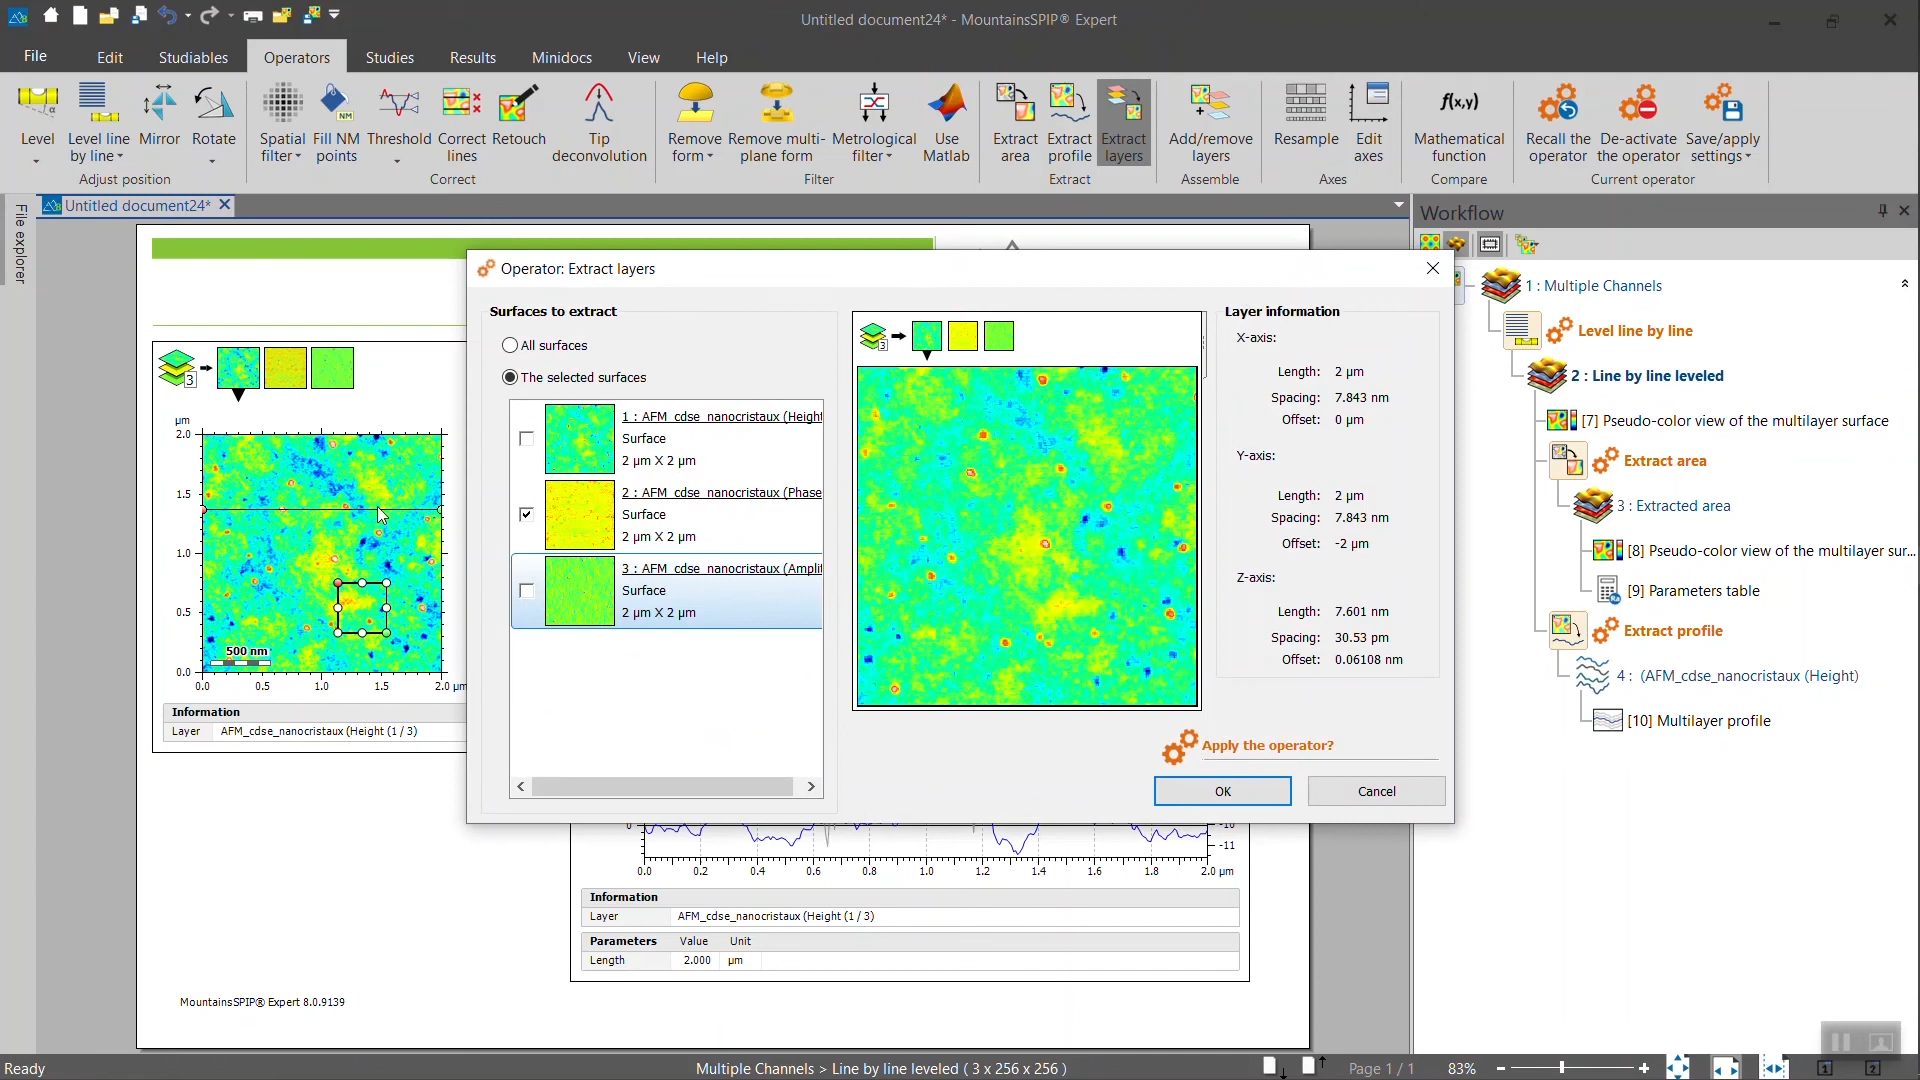 Untitled document24* - MountainsSPIP® Expert
File
Edit
Studiables
Operators
Studies
Results
Minidocs
View
Help
Level
Level line
by line
Mirror
Rotate
Adjust position
Spatial
filter
Fill NM
points
Threshold
Correct
lines
Retouch
Tip
deconvolution
Correct
Remove
form
Remove multi-
plane form
Metrological
filter
Use
Matlab
Filter
Extract
area
Extract
profile
Extract
layers
Extract
Add/remove
layers
Assemble
Resample
Edit
axes
Axes
f(x,y)
Mathematical
function
Compare
Recall the
operator
De-activate
the operator
Save/apply
settings
Current operator
File explorer
Untitled document24*
3
µm
2.0
1.5
1.0
0.5
0.0
500 nm
0.0 0.5 1.0 1.5 2.0 µm
Information
Layer AFM_cdse_nanocristaux (Height (1 / 3)
Operator: Extract layers
Surfaces to extract
All surfaces
The selected surfaces
1 : AFM_cdse_nanocristaux (Height
Surface
2 µm X 2 µm
2 : AFM_cdse_nanocristaux (Phase
Surface
2 µm X 2 µm
3 : AFM_cdse_nanocristaux (Ampli
Surface
2 µm X 2 µm
3
Layer information
X-axis:
Length: 2 µm
Spacing: 7.843 nm
Offset: 0 µm
Y-axis:
Length: 2 µm
Spacing: 7.843 nm
Offset: -2 µm
Z-axis:
Length: 7.601 nm
Spacing: 30.53 pm
Offset: 0.06108 nm
Apply the operator?
OK
Cancel
0
-10
-11
0.0 0.2 0.4 0.6 0.8 1.0 1.2 1.4 1.6 1.8 2.0 µm
Information
Layer AFM_cdse_nanocristaux (Height (1 / 3)
Parameters Value Unit
Length 2.000 µm
MountainsSPIP® Expert 8.0.9139
Workflow
1 : Multiple Channels
Level line by line
2 : Line by line leveled
[7] Pseudo-color view of the multilayer surface
Extract area
3 : Extracted area
[8] Pseudo-color view of the multilayer sur...
[9] Parameters table
Extract profile
4 : (AFM_cdse_nanocristaux (Height)
[10] Multilayer profile
Ready
Multiple Channels > Line by line leveled ( 3 x 256 x 256 )
Page 1 / 1
83%
1
2